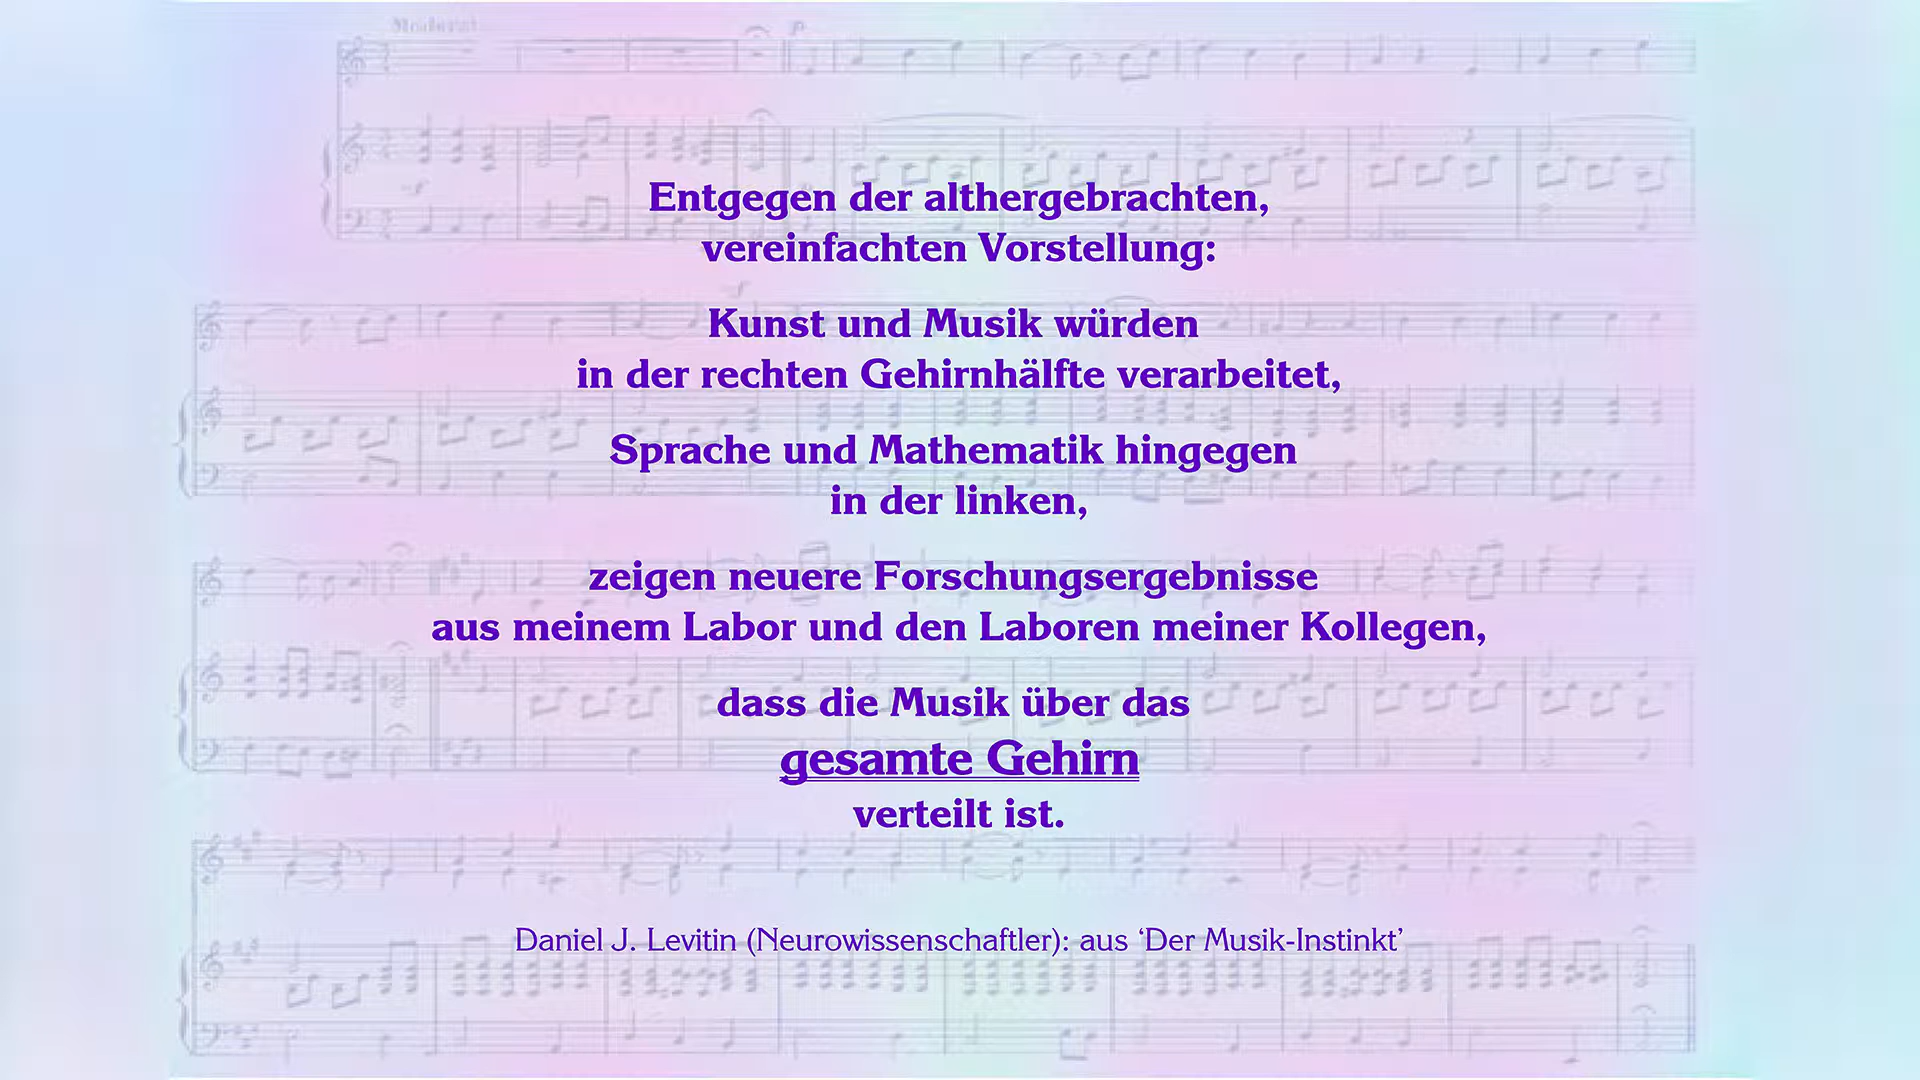 Moderat
p
Entgegen der althergebrachten,
vereinfachten Vorstellung:
Kunst und Musik würden
in der rechten Gehirnhälfte verarbeitet,
Sprache und Mathematik hingegen
in der linken,
zeigen neuere Forschungsergebnisse
aus meinem Labor und den Laboren meiner Kollegen,
dass die Musik über das
gesamte Gehirn
verteilt ist.
Daniel J. Levitin (Neurowissenschaftler): aus ‘Der Musik-Instinkt’